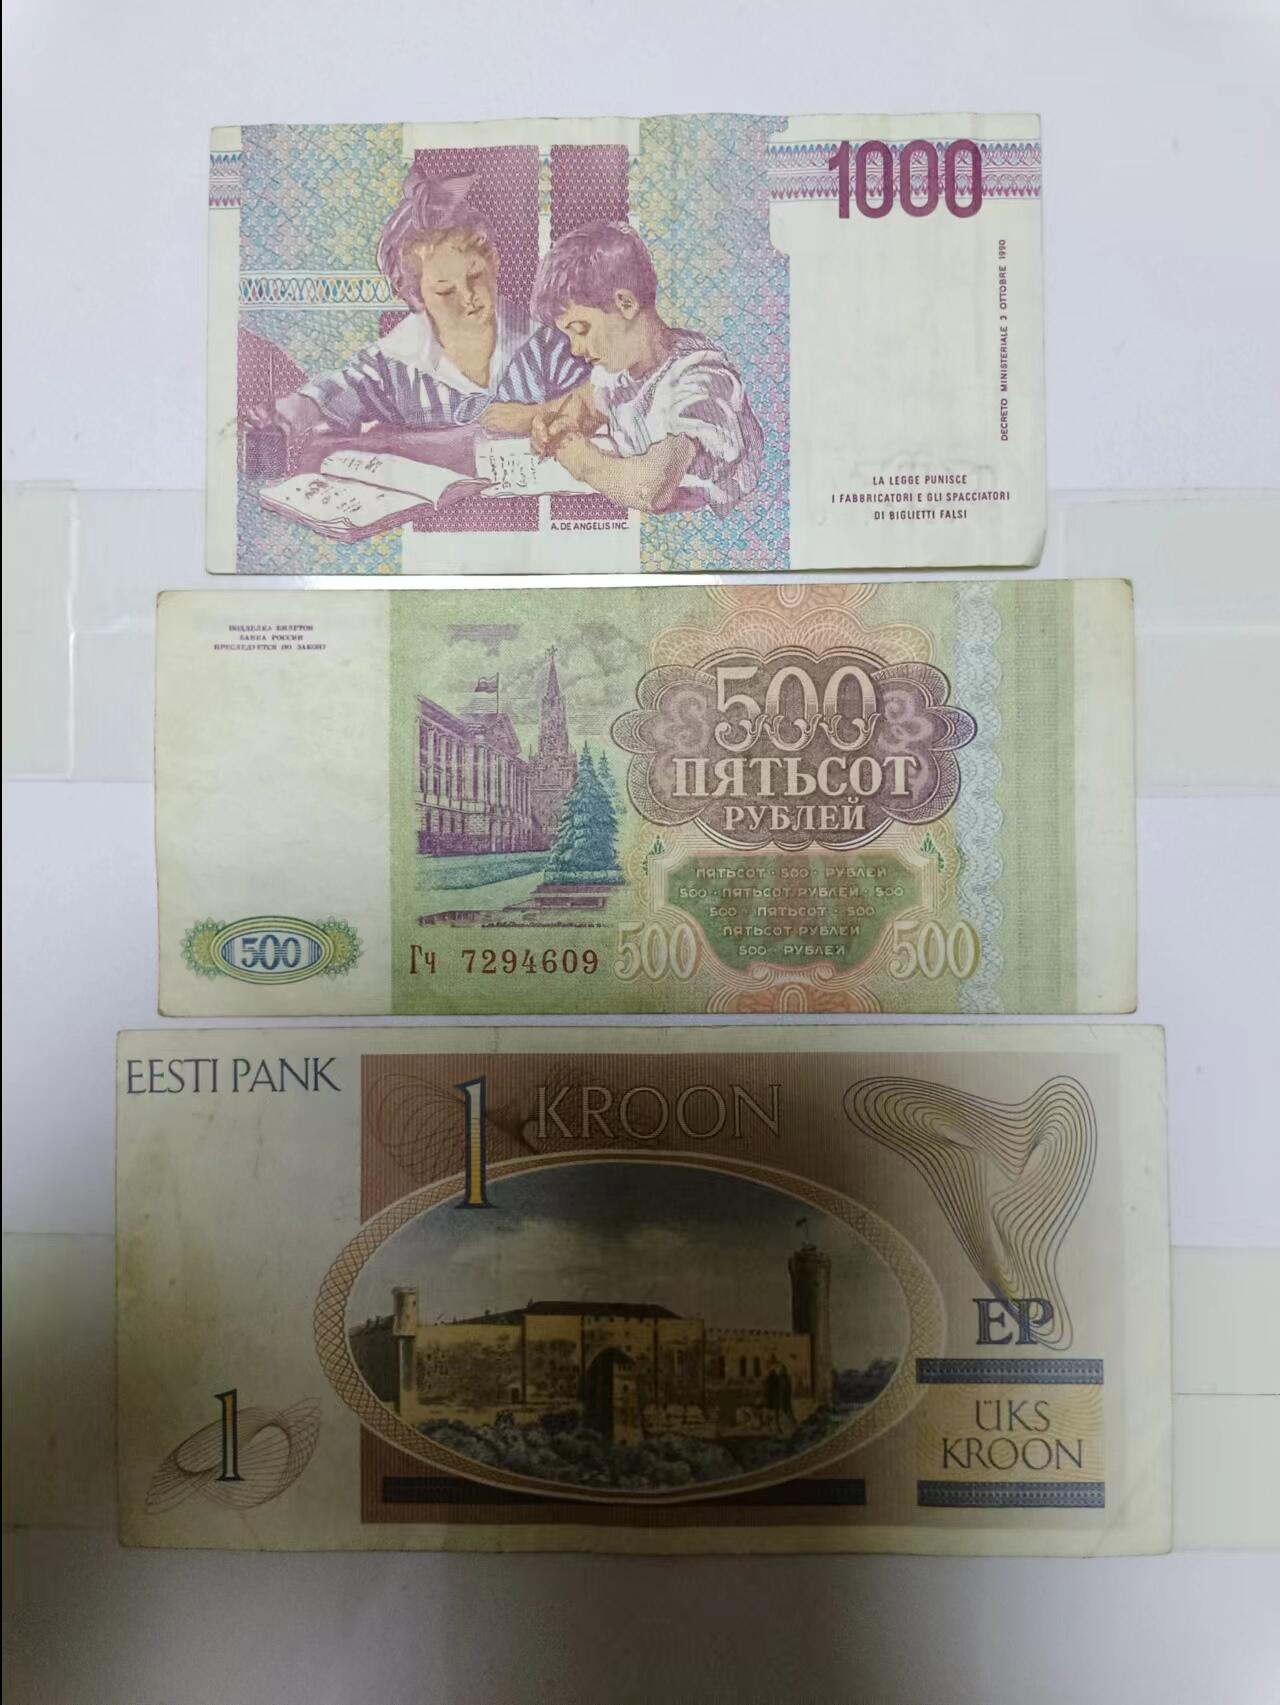 1000
DECRETO MINISTERIALE 3 OTTOBRE 1990
LA LEGGE PUNISCE
I FABBRICATORI E GLI SPACCIATORI
DI BIGLIETTI FALSI
A. DE ANGELIS INC.
ПОДДЕЛКА БИЛЕТОВ
БАНКА РОССИИ
ПРЕСЛЕДУЕТСЯ ПО ЗАКОНУ
500
ПЯТЬСОТ
РУБЛЕЙ
ПЯТЬСОТ · 500 · РУБЛЕЙ
500 · ПЯТЬСОТ РУБЛЕЙ · 500
500 · ПЯТЬСОТ · 500
ПЯТЬСОТ РУБЛЕЙ
500 · РУБЛЕЙ
500
Гч 7294609
500
500
EESTI PANK
1 KROON
EP
ÜKS
KROON
1